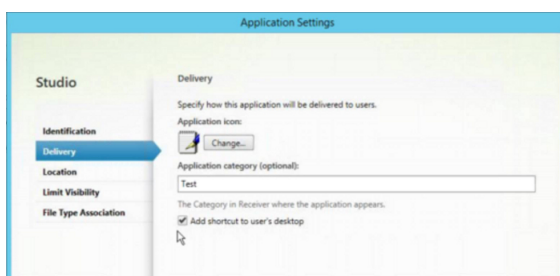 Application Settings
Studio
Identification
Delivery
Location
Limit Visibility
File Type Association
Delivery
Specify how this application will be delivered to users.
Application icon:
Change...
Application category (optional):
Test
The Category in Receiver where the application appears.
Add shortcut to user's desktop